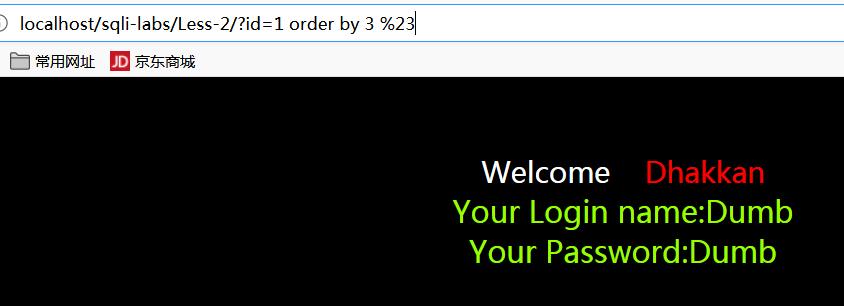 localhost/sqli-labs/Less-2/?id=1 order by 3 %23
常用网址 JD 京东商城
Welcome Dhakkan
Your Login name:Dumb
Your Password:Dumb